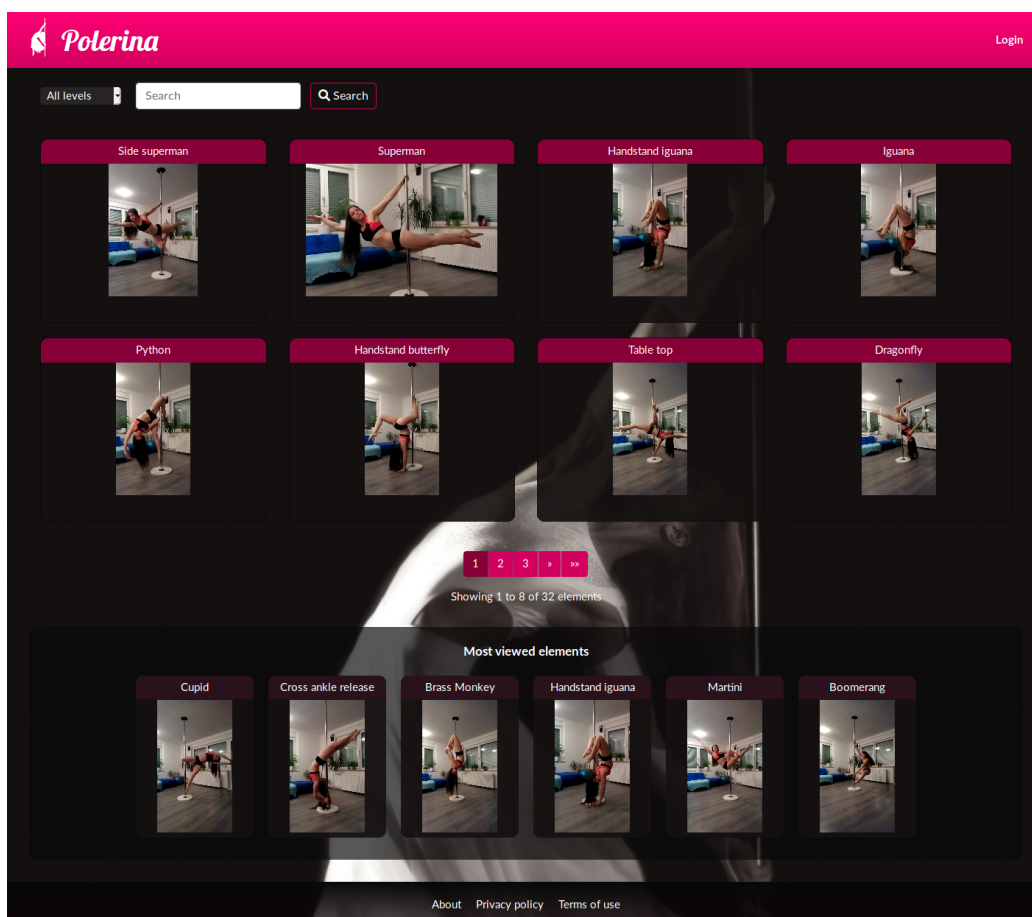 Polerina
Login
All levels
Search
Search
Side superman
Superman
Handstand iguana
Iguana
Python
Handstand butterfly
Table top
Dragonfly
1 2 3 » »»
Showing 1 to 8 of 32 elements
Most viewed elements
Cupid
Cross ankle release
Brass Monkey
Handstand iguana
Martini
Boomerang
About Privacy policy Terms of use